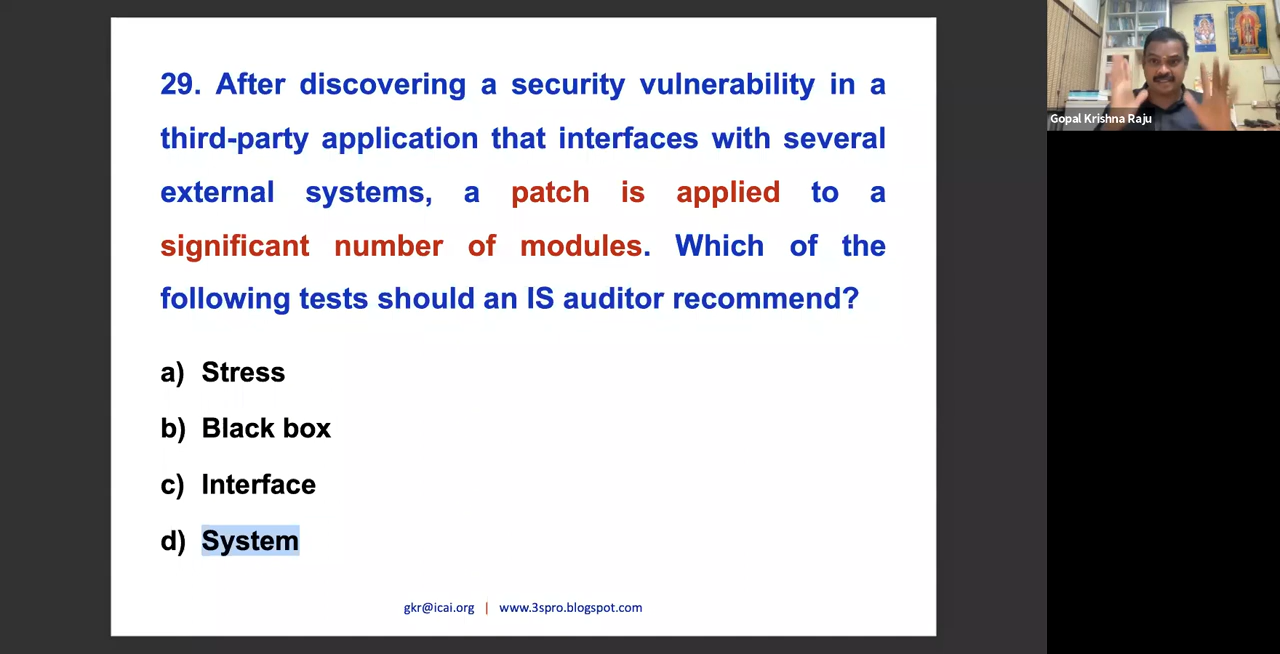 29. After discovering a security vulnerability in a
third-party application that interfaces with several
external systems, a patch is applied to a
significant number of modules. Which of the
following tests should an IS auditor recommend?
a) Stress
b) Black box
c) Interface
d) System
gkr@icai.org | www.3spro.blogspot.com
Gopal Krishna Raju